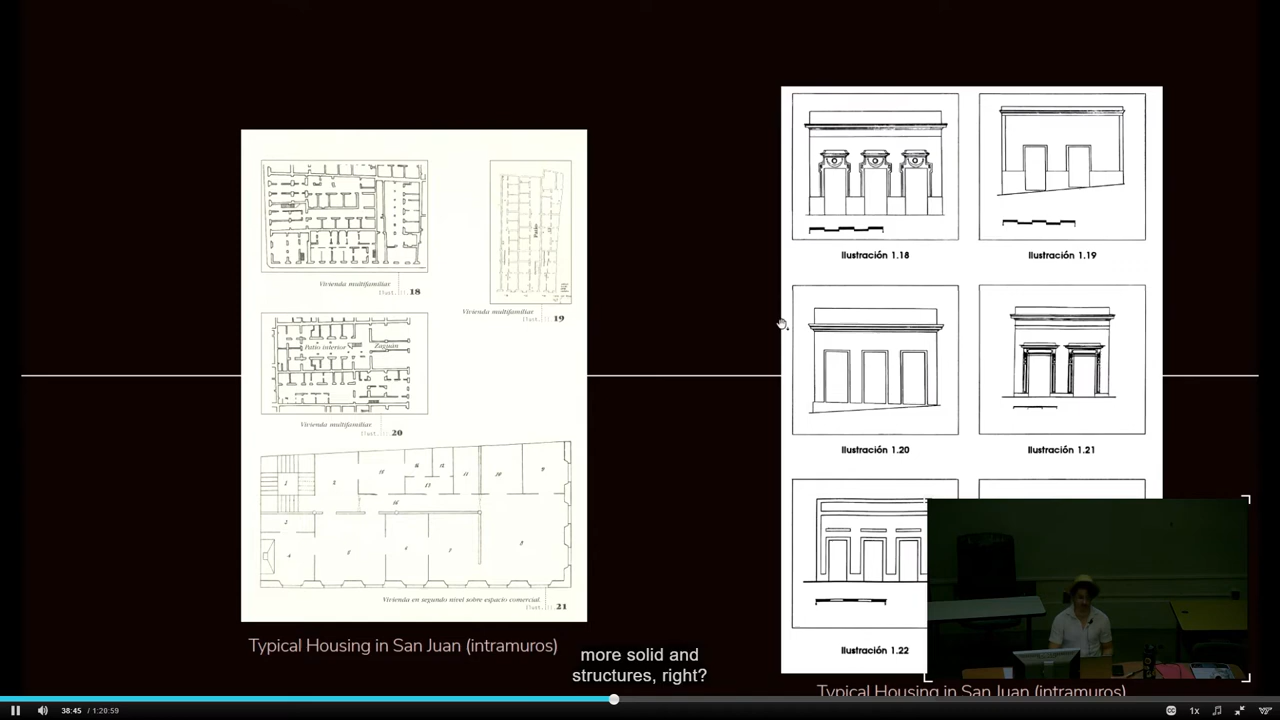 Vivienda multifamiliar
Ilust. 18
Patio
Vivienda multifamiliar
Ilust. 19
Patio interior
Zaguán
Vivienda multifamiliar
Ilust. 20
Vivienda en segundo nivel sobre espacio comercial
Ilust. 21
Typical Housing in San Juan (intramuros)
Ilustración 1.18
Ilustración 1.19
Ilustración 1.20
Ilustración 1.21
Ilustración 1.22
Typical Housing in San Juan (intramuros)
more solid and
structures, right?
38:45 / 1:20:59
CC
1x